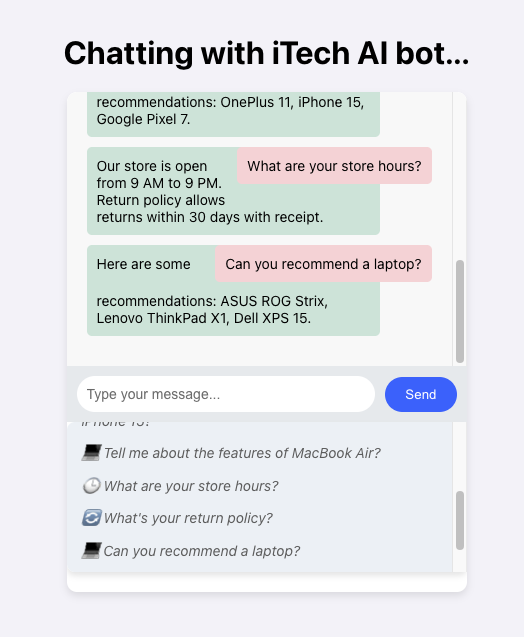 Chatting with iTech AI bot...
recommendations: OnePlus 11, iPhone 15,
Google Pixel 7.
What are your store hours?
Our store is open
from 9 AM to 9 PM.
Return policy allows
returns within 30 days with receipt.
Can you recommend a laptop?
Here are some
recommendations: ASUS ROG Strix,
Lenovo ThinkPad X1, Dell XPS 15.
Type your message...
Send
iPhone 15?
Tell me about the features of MacBook Air?
What are your store hours?
What's your return policy?
Can you recommend a laptop?